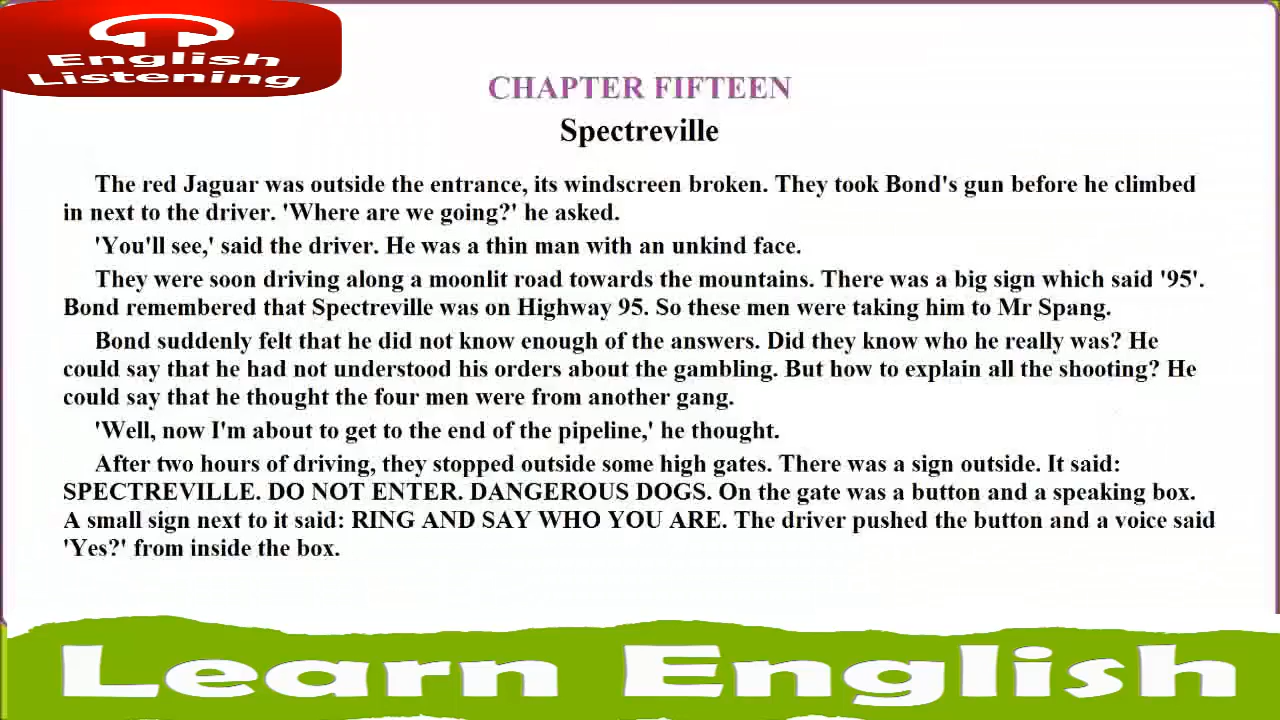 English
Listening
CHAPTER FIFTEEN
Spectreville
The red Jaguar was outside the entrance, its windscreen broken. They took Bond's gun before he climbed
in next to the driver. 'Where are we going?' he asked.
'You'll see,' said the driver. He was a thin man with an unkind face.
They were soon driving along a moonlit road towards the mountains. There was a big sign which said '95'.
Bond remembered that Spectreville was on Highway 95. So these men were taking him to Mr Spang.
Bond suddenly felt that he did not know enough of the answers. Did they know who he really was? He
could say that he had not understood his orders about the gambling. But how to explain all the shooting? He
could say that he thought the four men were from another gang.
'Well, now I'm about to get to the end of the pipeline,' he thought.
After two hours of driving, they stopped outside some high gates. There was a sign outside. It said:
SPECTREVILLE. DO NOT ENTER. DANGEROUS DOGS. On the gate was a button and a speaking box.
A small sign next to it said: RING AND SAY WHO YOU ARE. The driver pushed the button and a voice said
'Yes?' from inside the box.
Learn English